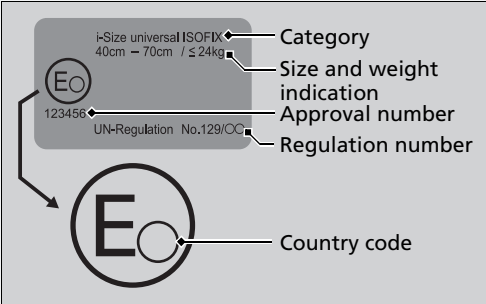 i-Size universal ISOFIX
40cm – 70cm / ≤ 24kg
E
123456
UN-Regulation No.129/○○
Category
Size and weight
indication
Approval number
Regulation number
E
Country code